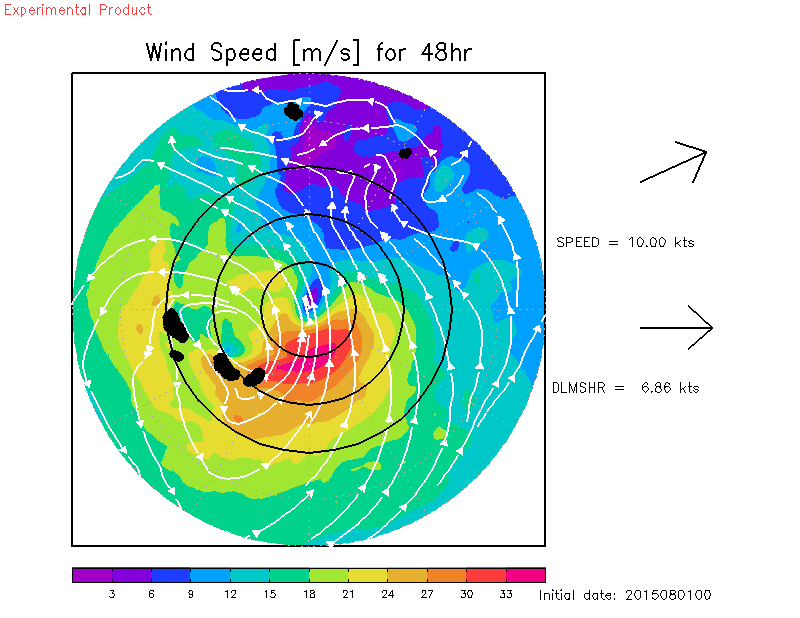 Experimental Product
Wind Speed [m/s] for 48hr
SPEED = 10.00 kts
DLMSHR = 6.86 kts
3 6 9 12 15 18 21 24 27 30 33
Initial date: 2015080100